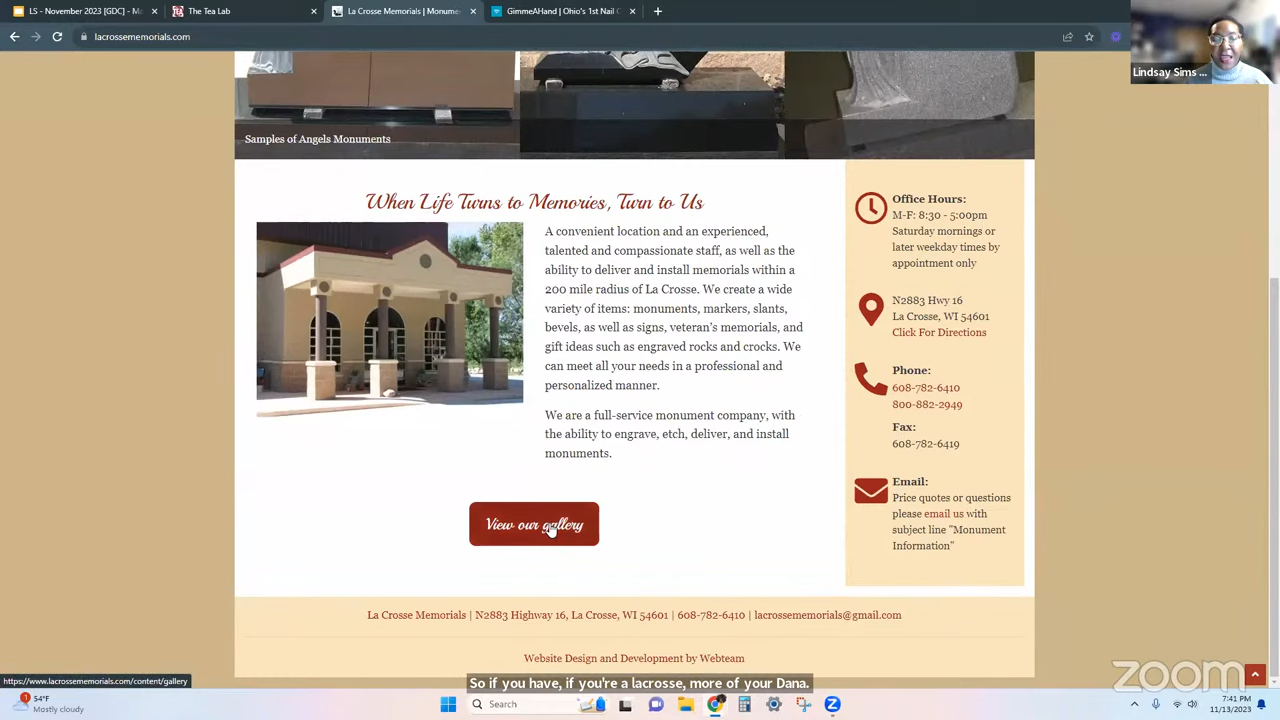 LS - November 2023 [GDC] - Ma
The Tea Lab
La Crosse Memorials | Monume
GimmeAHand | Ohio's 1st Nail C
lacrossememorials.com
Lindsay Sims ...
Samples of Angels Monuments
When Life Turns to Memories, Turn to Us
A convenient location and an experienced,
talented and compassionate staff, as well as the
ability to deliver and install memorials within a
200 mile radius of La Crosse. We create a wide
variety of items: monuments, markers, slants,
bevels, as well as signs, veteran's memorials, and
gift ideas such as engraved rocks and crocks. We
can meet all your needs in a professional and
personalized manner.
We are a full-service monument company, with
the ability to engrave, etch, deliver, and install
monuments.
View our gallery
Office Hours:
M-F: 8:30 - 5:00pm
Saturday mornings or
later weekday times by
appointment only
N2883 Hwy 16
La Crosse, WI 54601
Click For Directions
Phone:
608-782-6410
800-882-2949
Fax:
608-782-6419
Email:
Price quotes or questions
please email us with
subject line "Monument
Information"
La Crosse Memorials | N2883 Highway 16, La Crosse, WI 54601 | 608-782-6410 | lacrossememorials@gmail.com
Website Design and Development by Webteam
https://www.lacrossememorials.com/content/gallery
So if you have, if you're a lacrosse, more of your Dana.
zoom
1
54°F
Mostly cloudy
Search
7:41 PM
11/13/2023